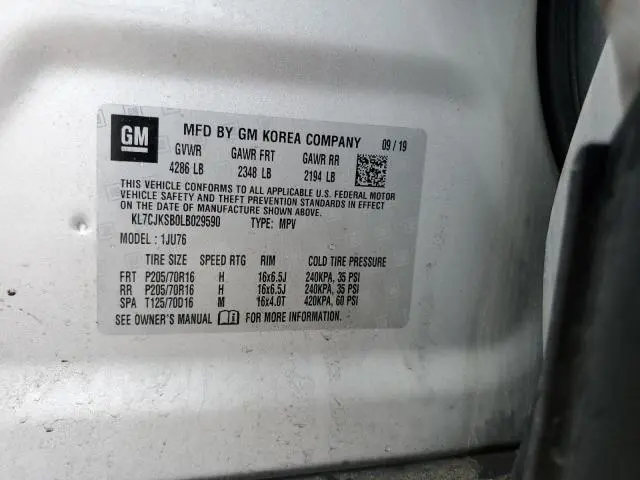 GM MFD BY GM KOREA COMPANY 09/19
GVWR GAWR FRT GAWR RR
4286 LB 2348 LB 2194 LB
THIS VEHICLE CONFORMS TO ALL APPLICABLE U.S. FEDERAL MOTOR
VEHICLE SAFETY AND THEFT PREVENTION STANDARDS IN EFFECT
ON THE DATE OF MANUFACTURE SHOWN ABOVE.
KL7CJKSB0LB029590 TYPE: MPV
MODEL : 1JU76
TIRE SIZE SPEED RTG RIM COLD TIRE PRESSURE
FRT P205/70R16 H 16x6.5J 240KPA, 35 PSI
RR P205/70R16 H 16x6.5J 240KPA, 35 PSI
SPA T125/70D16 M 16x4.0T 420KPA, 60 PSI
SEE OWNER'S MANUAL FOR MORE INFORMATION.